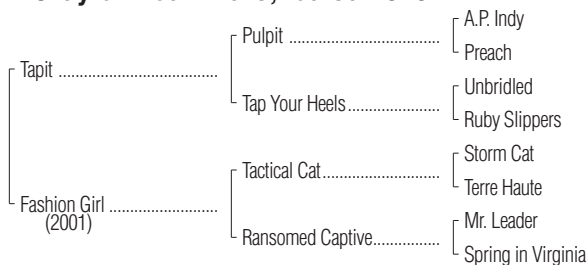 A.P. Indy
Pulpit ..............................
Preach
Tapit ......................................
Unbridled
Tap Your Heels.......................
Ruby Slippers
Storm Cat
Tactical Cat............................
Terre Haute
Fashion Girl ..........................
(2001)
Mr. Leader
Ransomed Captive.................
Spring in Virginia